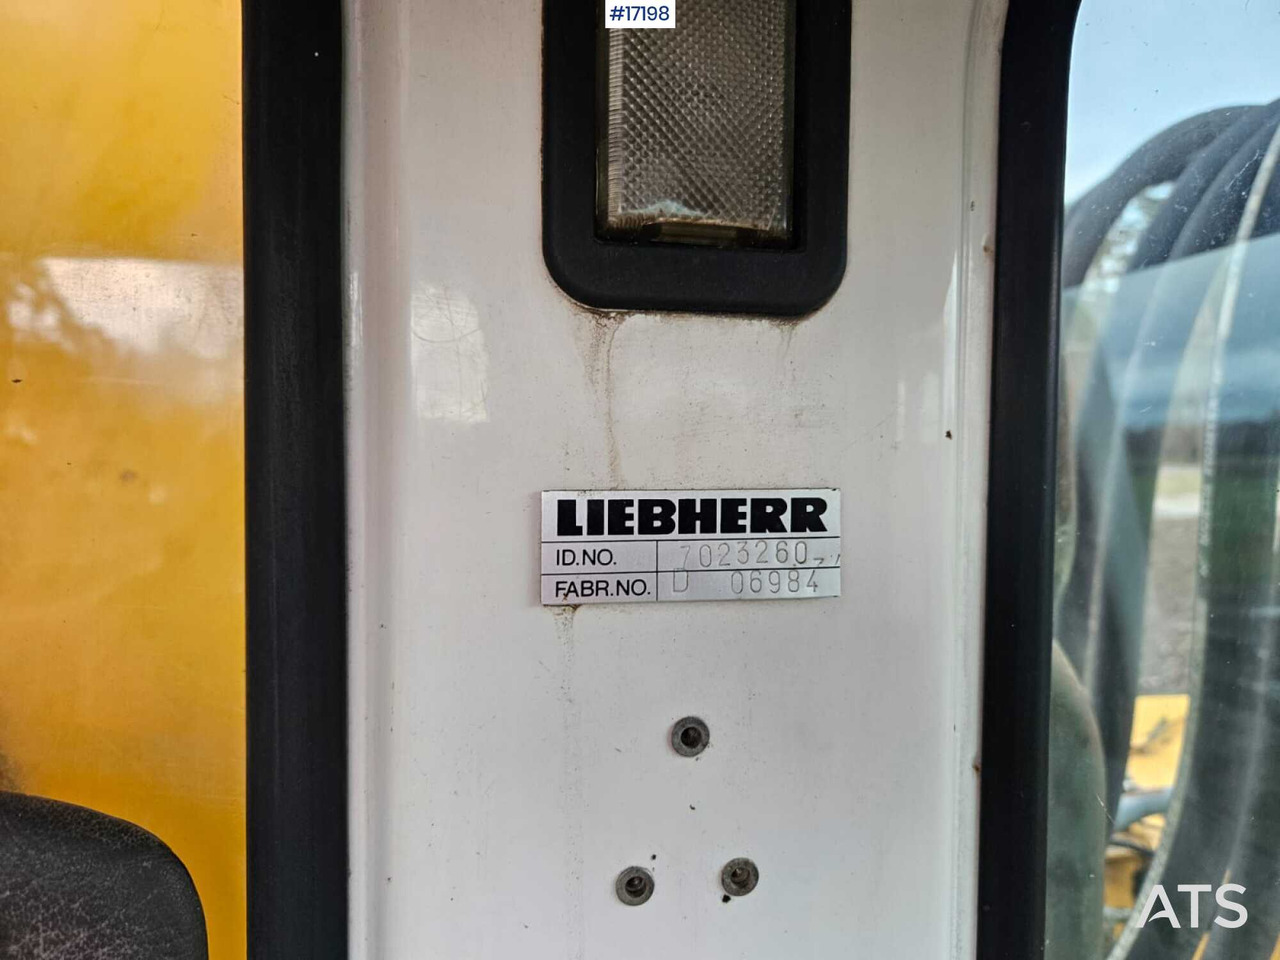 #17198
LIEBHERR
ID.NO. 7023260
FABR.NO. D 06984
ATS